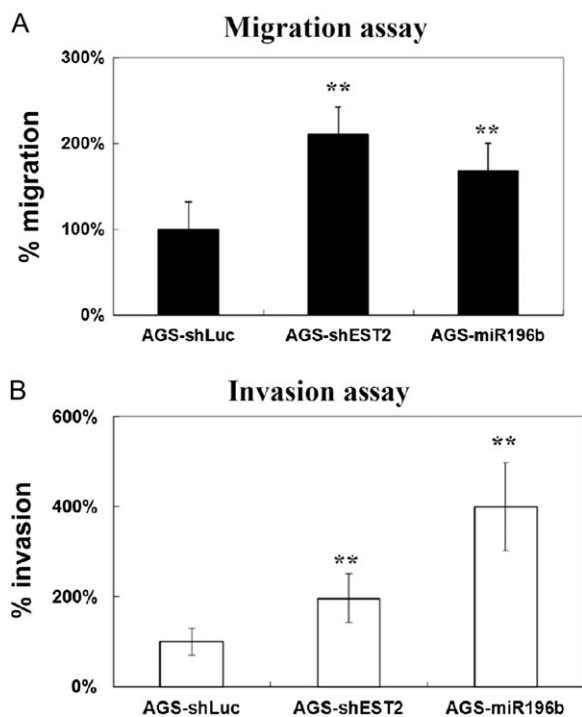 A
Migration assay
300%
**
**
200%
% migration
100%
0%
AGS-shLuc AGS-shEST2 AGS-miR196b
B
Invasion assay
600%
**
400%
% invasion
**
200%
0%
AGS-shLuc AGS-shEST2 AGS-miR196b